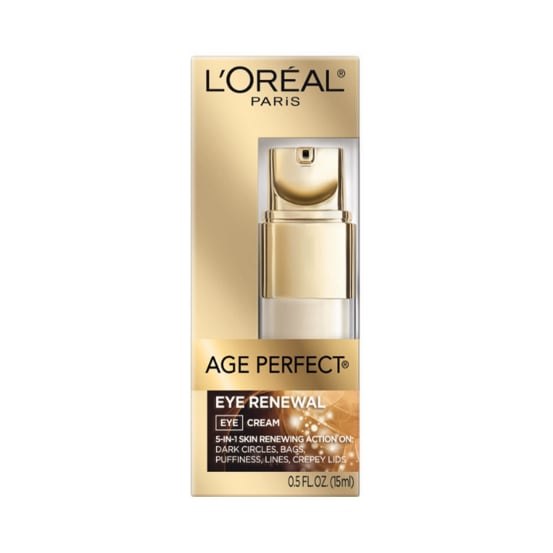 L'ORÉAL®
PARIS
AGE PERFECT®
EYE RENEWAL
EYE CREAM
5-IN-1 SKIN RENEWING ACTION ON:
DARK CIRCLES, BAGS,
PUFFINESS, LINES, CREPEY LIDS
0.5 FL.OZ. (15ml)